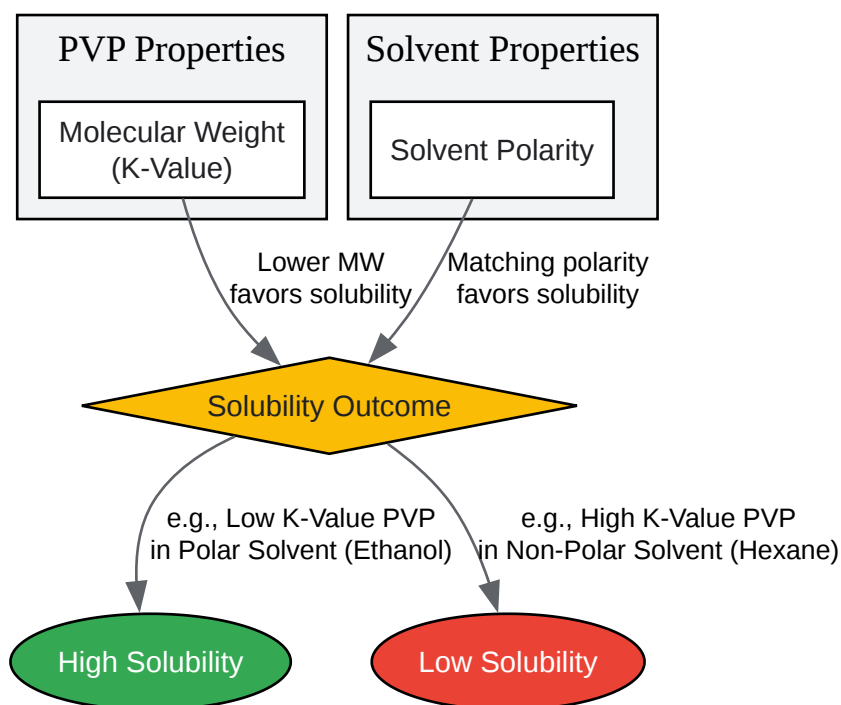 PVP Properties
Solvent Properties
Molecular Weight
(K-Value)
Solvent Polarity
Lower MW
favors solubility
Matching polarity
favors solubility
Solubility Outcome
e.g., Low K-Value PVP
in Polar Solvent (Ethanol)
e.g., High K-Value PVP
in Non-Polar Solvent (Hexane)
High Solubility
Low Solubility